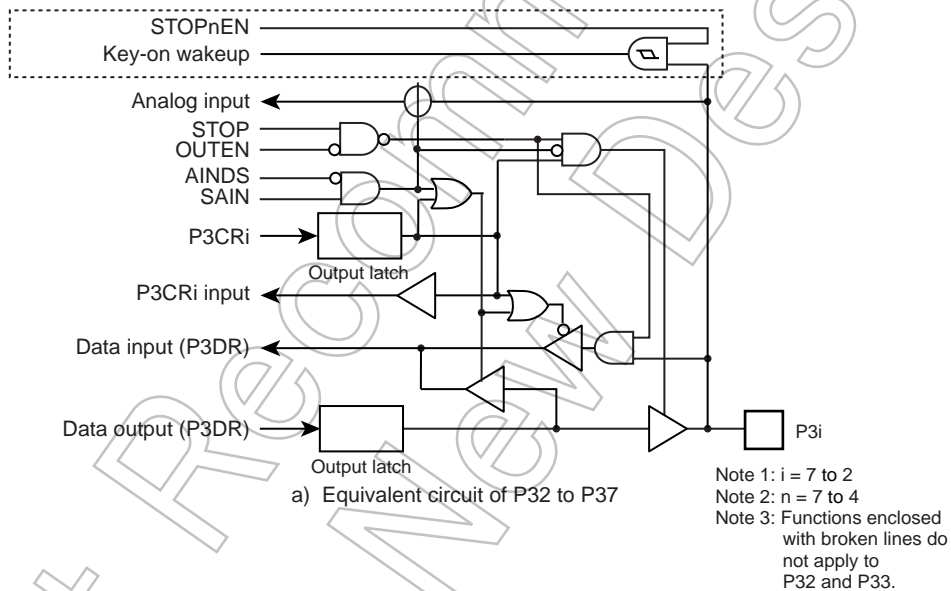 STOPnEN
Key-on wakeup
Analog input
STOP
OUTEN
AINDS
SAIN
P3CRi
Output latch
P3CRi input
Data input (P3DR)
Data output (P3DR)
Output latch
P3i
a) Equivalent circuit of P32 to P37
Note 1: i = 7 to 2
Note 2: n = 7 to 4
Note 3: Functions enclosed
with broken lines do
not apply to
P32 and P33.